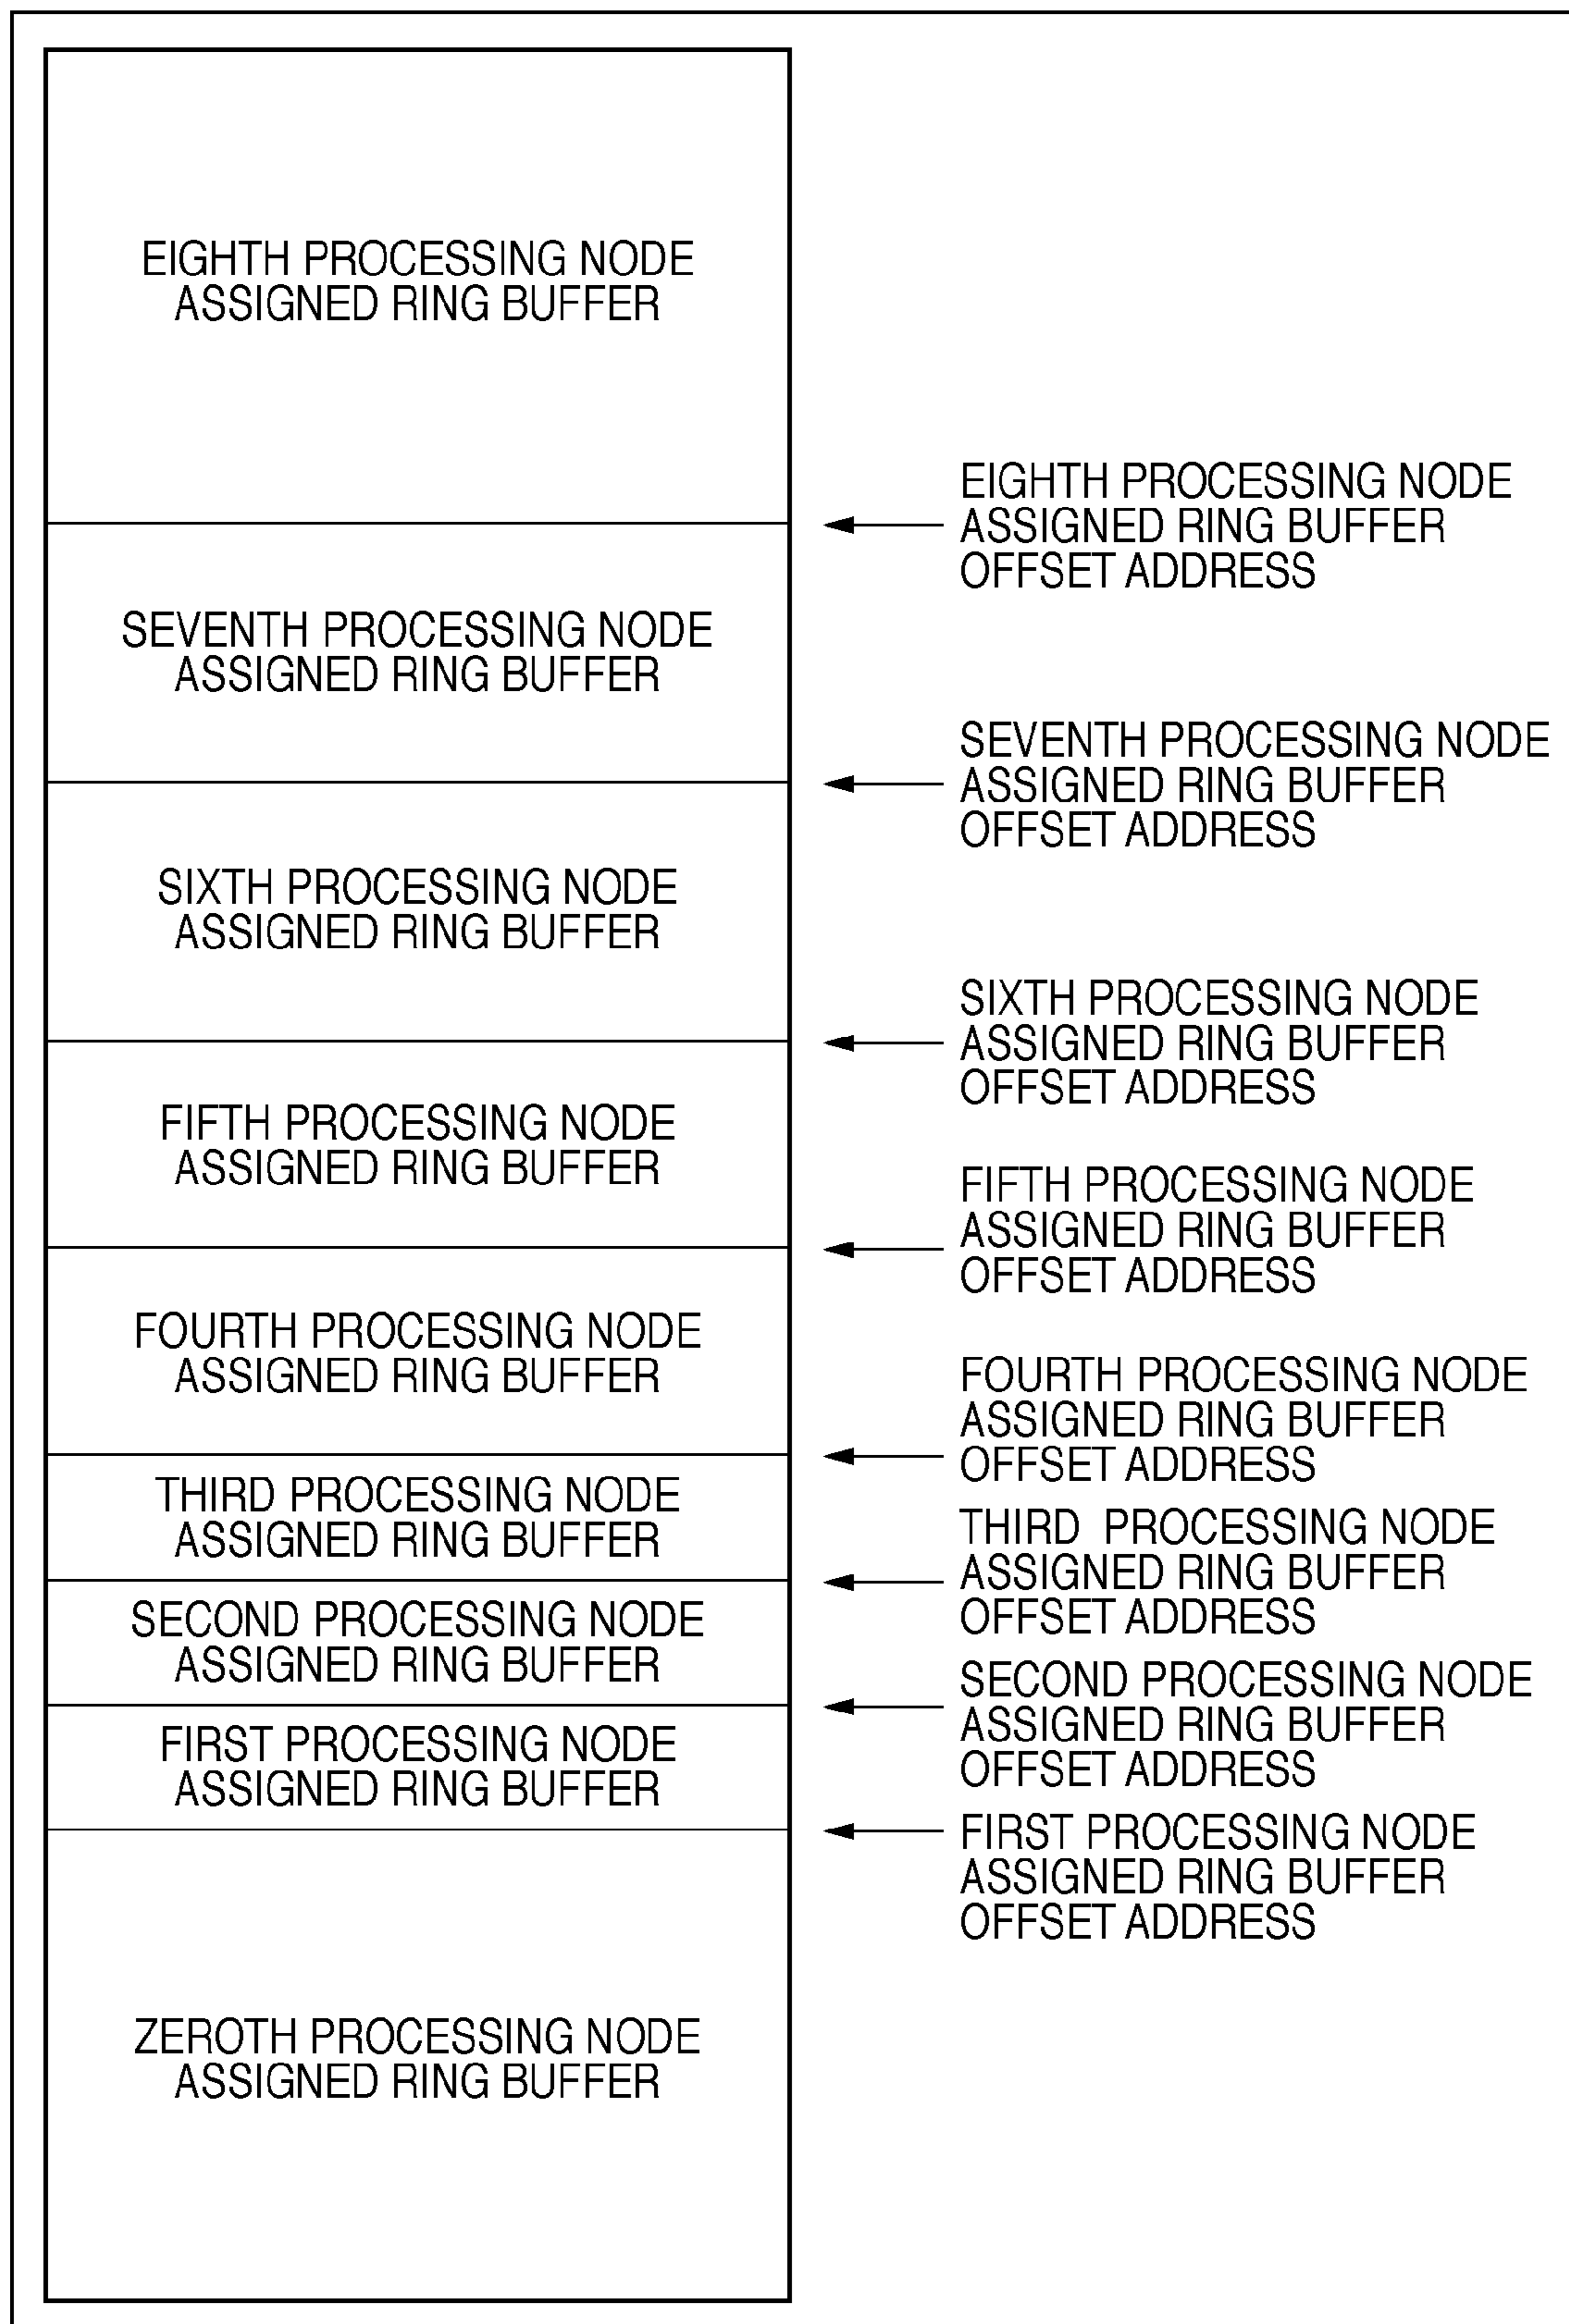 EIGHTH PROCESSING NODE
ASSIGNED RING BUFFER
SEVENTH PROCESSING NODE
ASSIGNED RING BUFFER
SIXTH PROCESSING NODE
ASSIGNED RING BUFFER
FIFTH PROCESSING NODE
ASSIGNED RING BUFFER
FOURTH PROCESSING NODE
ASSIGNED RING BUFFER
THIRD PROCESSING NODE
ASSIGNED RING BUFFER
SECOND PROCESSING NODE
ASSIGNED RING BUFFER
FIRST PROCESSING NODE
ASSIGNED RING BUFFER
ZEROTH PROCESSING NODE
ASSIGNED RING BUFFER
EIGHTH PROCESSING NODE
ASSIGNED RING BUFFER
OFFSET ADDRESS
SEVENTH PROCESSING NODE
ASSIGNED RING BUFFER
OFFSET ADDRESS
SIXTH PROCESSING NODE
ASSIGNED RING BUFFER
OFFSET ADDRESS
FIFTH PROCESSING NODE
ASSIGNED RING BUFFER
OFFSET ADDRESS
FOURTH PROCESSING NODE
ASSIGNED RING BUFFER
OFFSET ADDRESS
THIRD PROCESSING NODE
ASSIGNED RING BUFFER
OFFSET ADDRESS
SECOND PROCESSING NODE
ASSIGNED RING BUFFER
OFFSET ADDRESS
FIRST PROCESSING NODE
ASSIGNED RING BUFFER
OFFSET ADDRESS